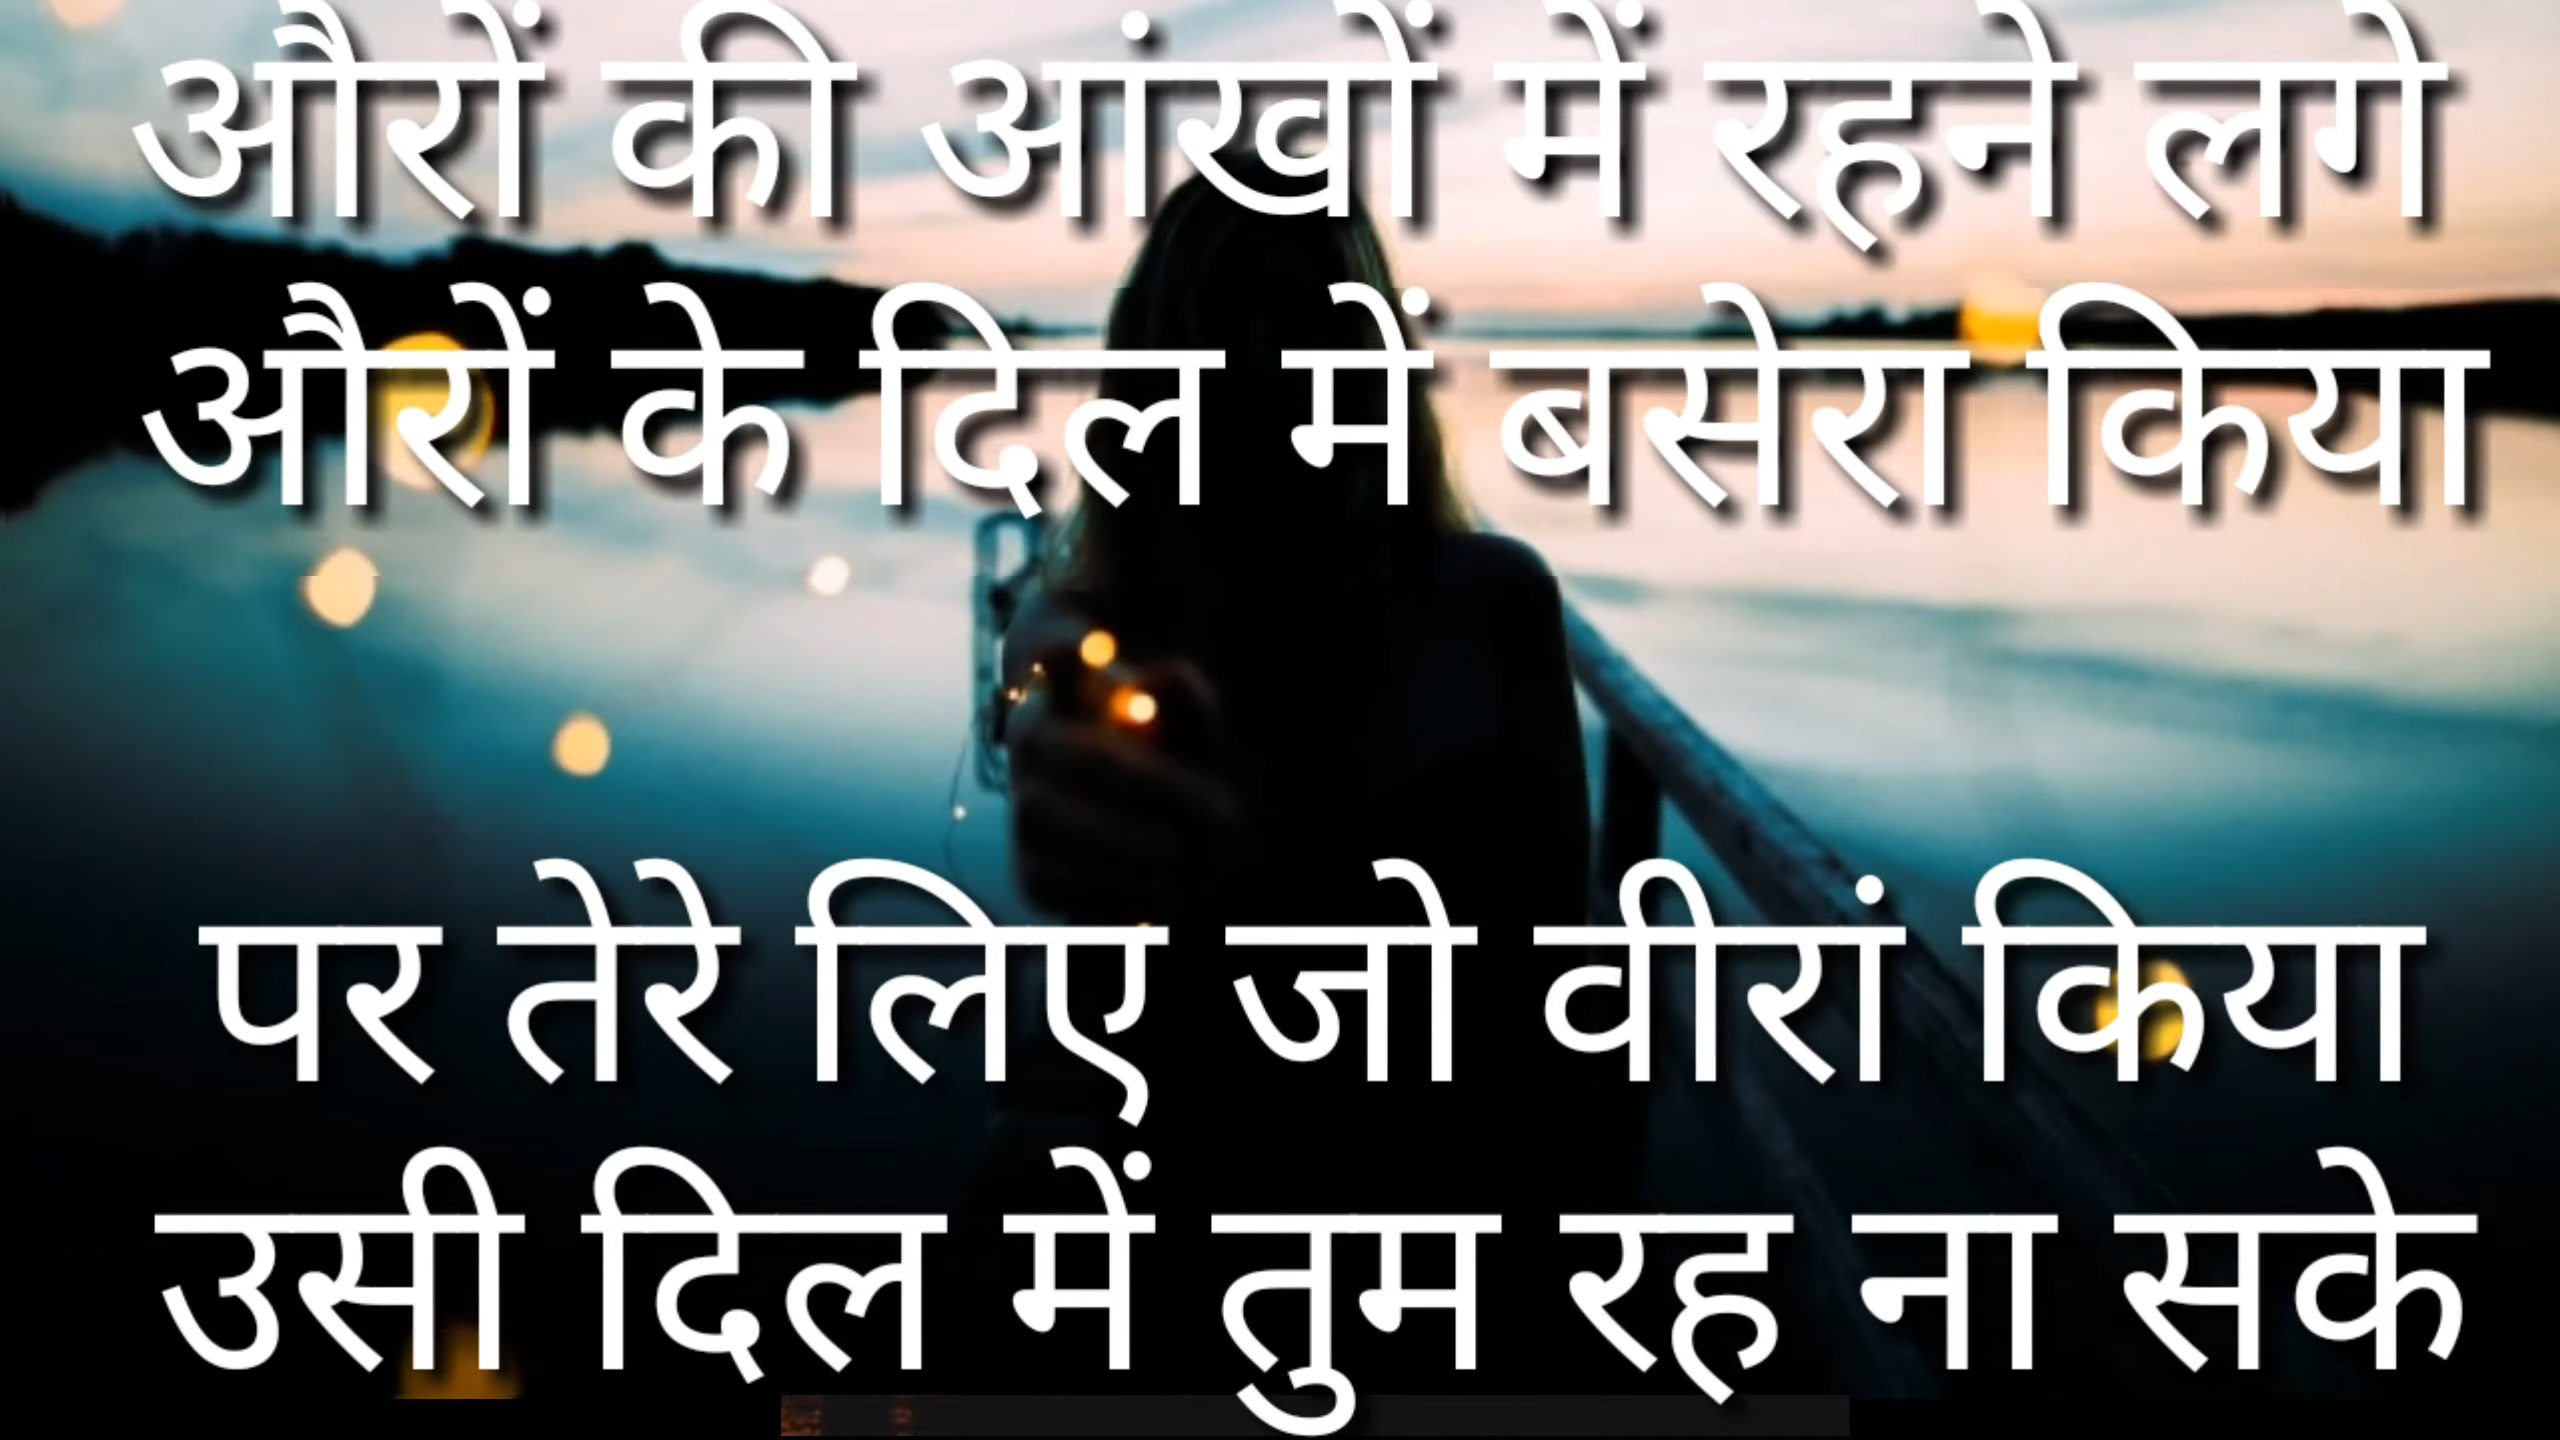 औरों की आंखों में रहने लगे
औरों के दिल में बसेरा किया
पर तेरे लिए जो वीरां किया
उसी दिल में तुम रह ना सके